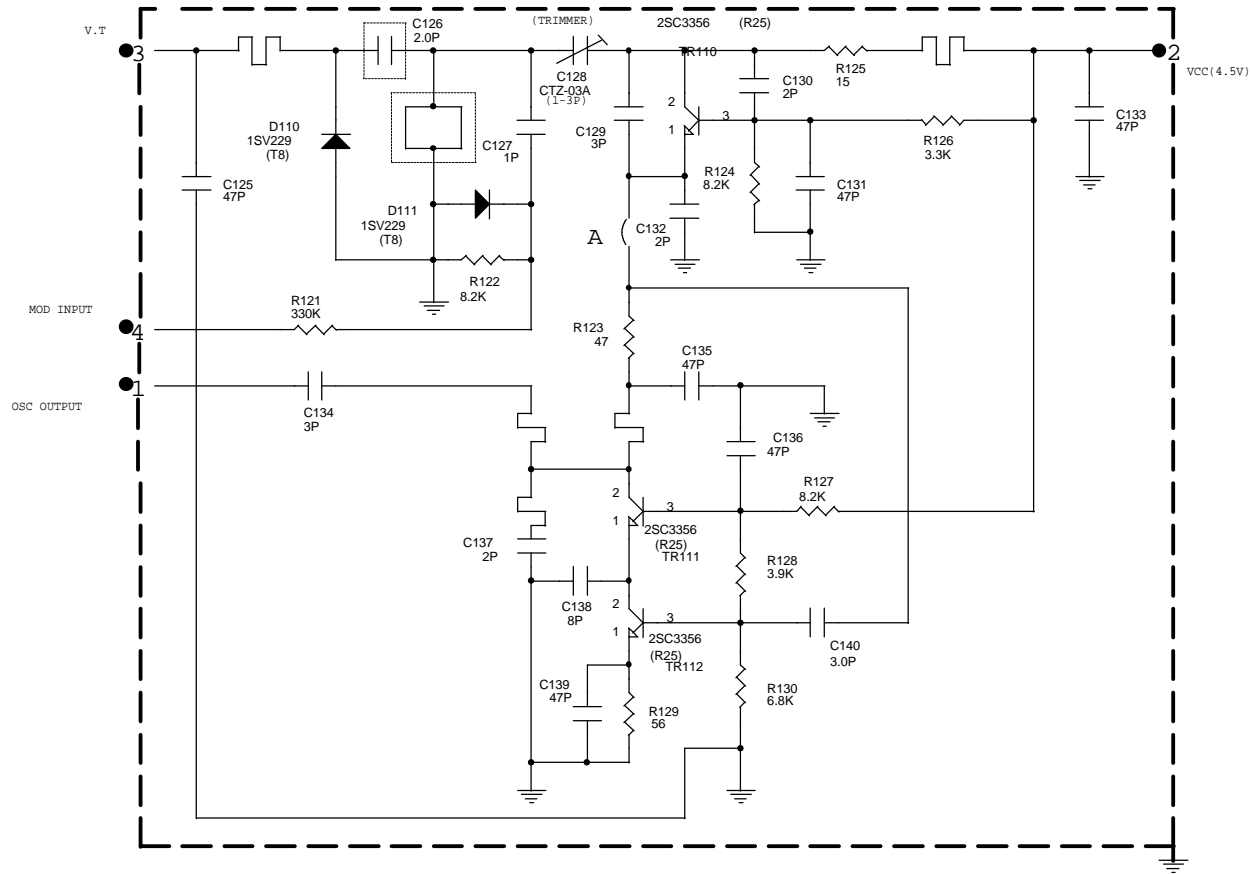 2SC3356 (R25)
(TRIMMER)
C126
2.0P
V.T
3
TR110
2
VCC(4.5V)
R125
15
C128
CTZ-03A
(1-3P)
C130
2P
2
3
1
C133
47P
D110
1SV229
(T8)
C127
1P
C129
3P
R126
3.3K
R124
8.2K
C131
47P
C125
47P
D111
1SV229
(T8)
A
C132
2P
R122
8.2K
MOD INPUT
4
R121
330K
R123
47
C135
47P
1
OSC OUTPUT
C134
3P
C136
47P
R127
8.2K
2
3
1
2SC3356
(R25)
TR111
C137
2P
R128
3.9K
C138
8P
2
3
1
2SC3356
(R25)
TR112
C140
3.0P
C139
47P
R129
56
R130
6.8K